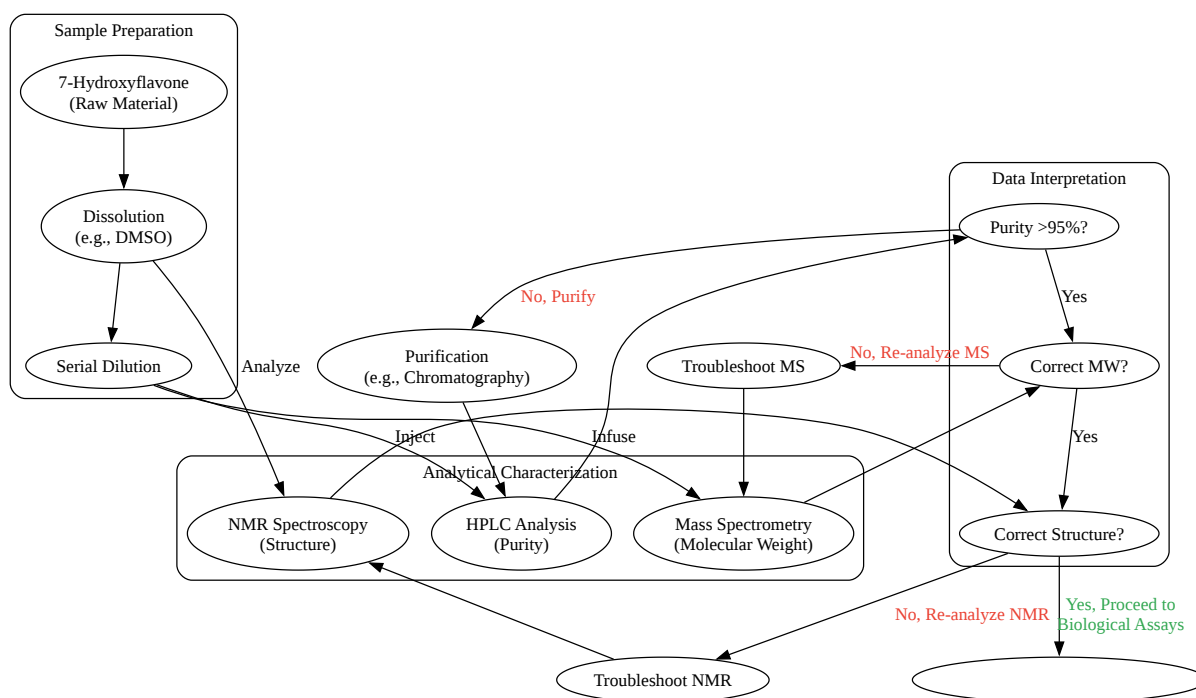 Sample Preparation
7-Hydroxyflavone
(Raw Material)
Dissolution
(e.g., DMSO)
Serial Dilution
Analyze
Data Interpretation
Purity >95%?
No, Purify
Yes
Purification
(e.g., Chromatography)
Troubleshoot MS
No, Re-analyze MS
Correct MW?
Inject
Infuse
Yes
Analytical Characterization
NMR Spectroscopy
(Structure)
HPLC Analysis
(Purity)
Mass Spectrometry
(Molecular Weight)
Correct Structure?
No, Re-analyze NMR
Yes, Proceed to
Biological Assays
Troubleshoot NMR